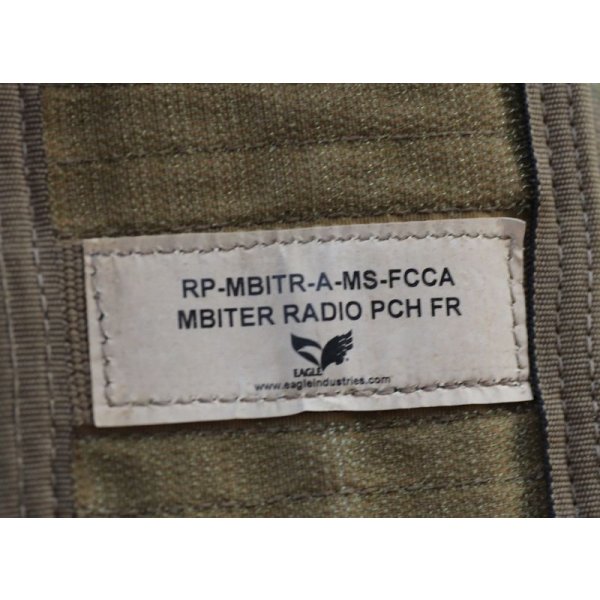 RP-MBITR-A-MS-FCCA
MBITER RADIO PCH FR
EAGLE
www.eagleindustries.com